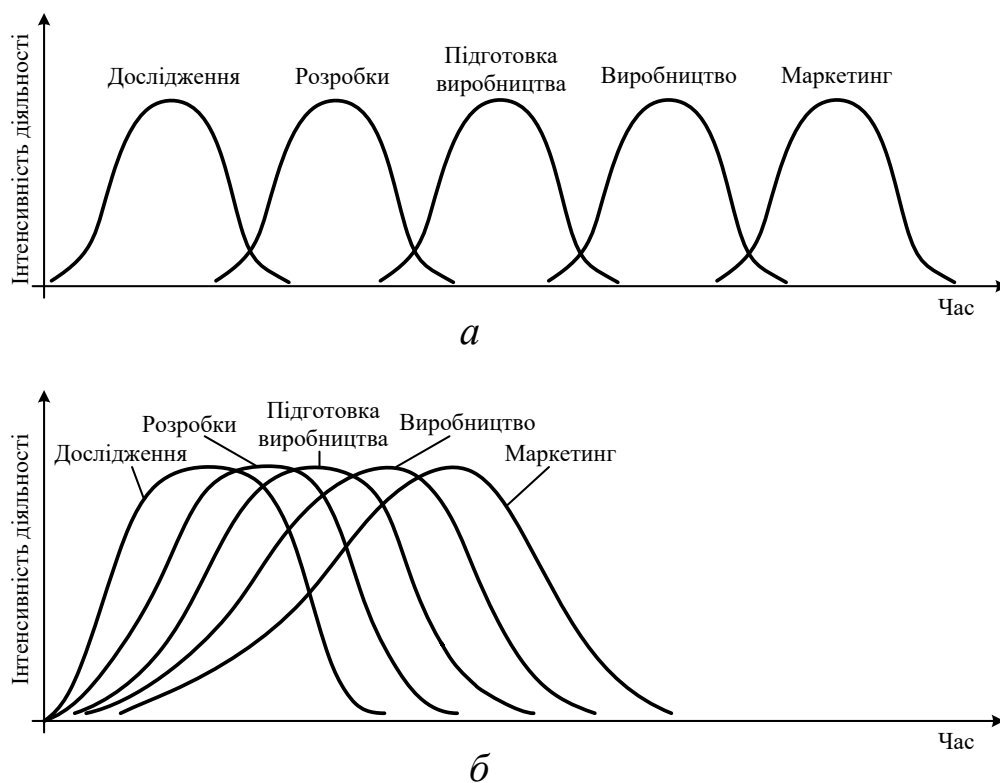 Інтенсивність діяльності
Дослідження
Розробки
Підготовка
виробництва
Виробництво
Маркетинг
Час
а
Інтенсивність діяльності
Дослідження
Розробки
Підготовка
виробництва
Виробництво
Маркетинг
Час
б